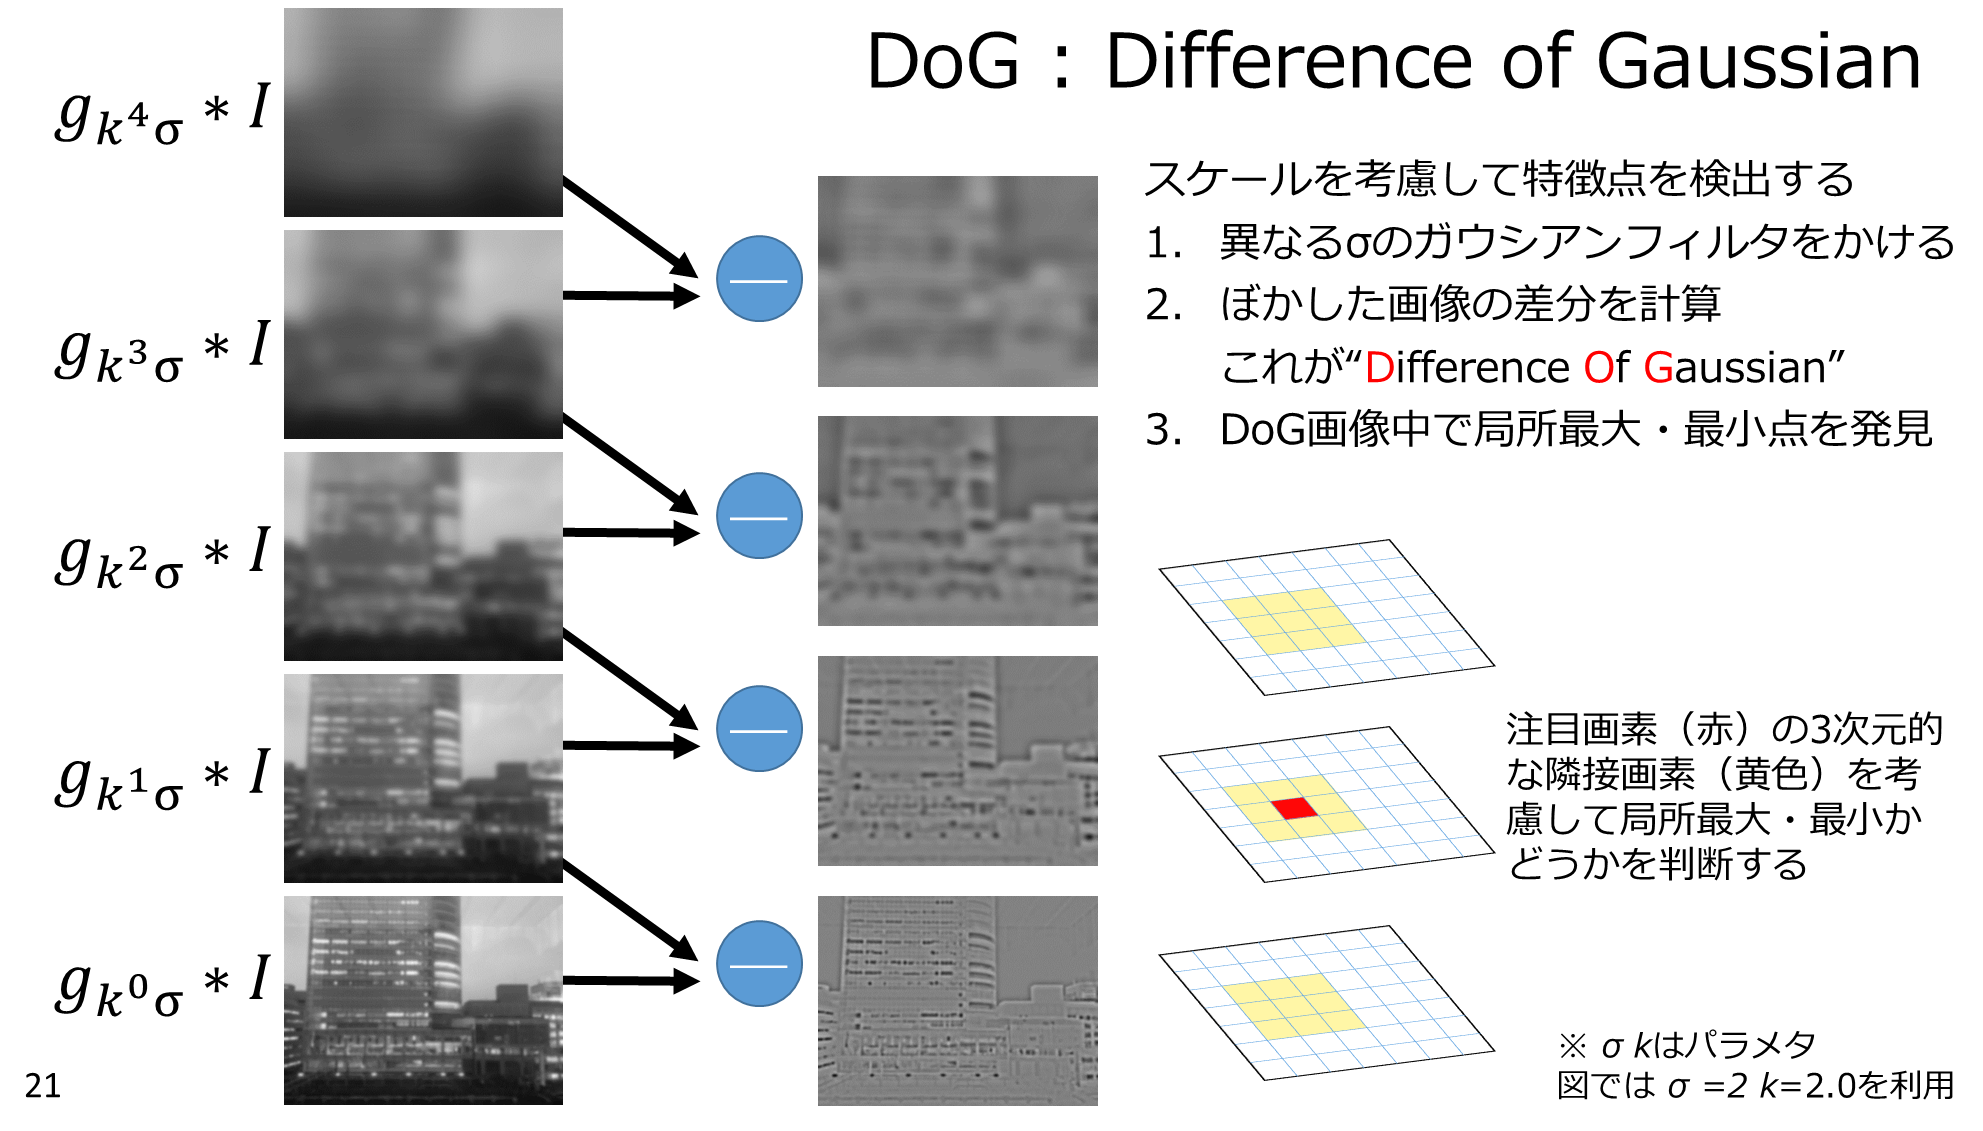 DoG : Difference of Gaussian
g_{k^4σ} * I
g_{k^3σ} * I
g_{k^2σ} * I
g_{k^1σ} * I
g_{k^0σ} * I
スケールを考慮して特徴点を検出する
1. 異なるσのガウシアンフィルタをかける
2. ぼかした画像の差分を計算
これが“Difference Of Gaussian”
3. DoG画像中で局所最大・最小点を発見
注目画素（赤）の3次元的
な隣接画素（黄色）を考
慮して局所最大・最小か
どうかを判断する
※ σ kはパラメタ
図では σ =2 k=2.0を利用
21